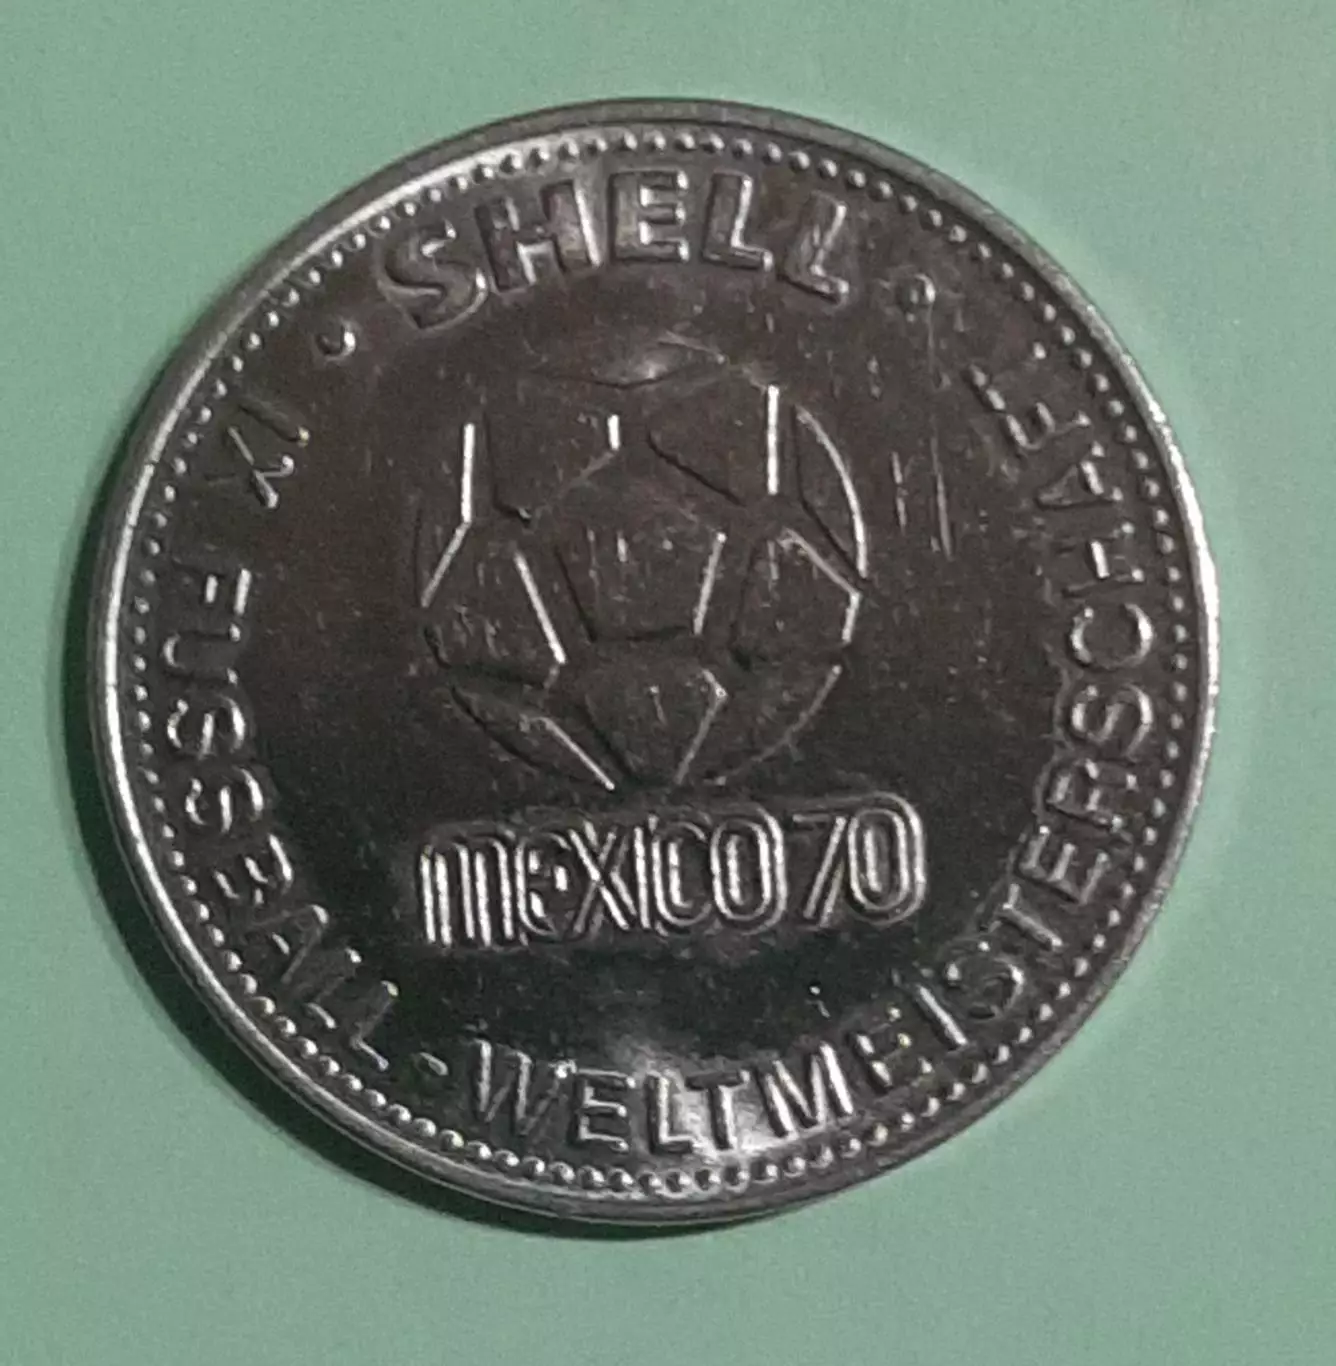 • SHELL •
IX FUSSBALL-WELTMEISTERSCHAFT
MEXICO 70